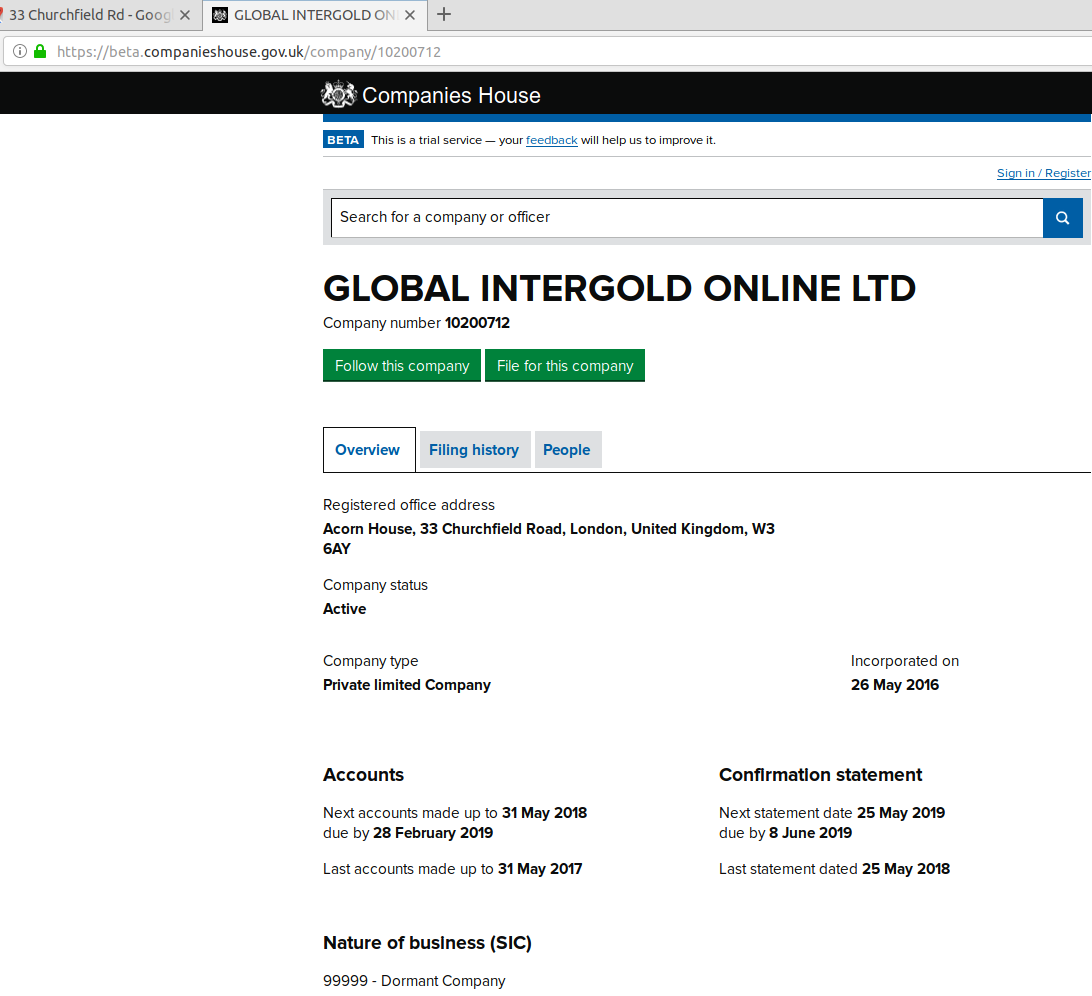 33 Churchfield Rd - Goog
GLOBAL INTERGOLD ONI
https://beta.companieshouse.gov.uk/company/10200712
Companies House
BETA This is a trial service — your feedback will help us to improve it.
Sign in / Register
Search for a company or officer
GLOBAL INTERGOLD ONLINE LTD
Company number 10200712
Follow this company File for this company
Overview Filing history People
Registered office address
Acorn House, 33 Churchfield Road, London, United Kingdom, W3
6AY
Company status
Active
Company type
Private limited Company
Incorporated on
26 May 2016
Accounts
Next accounts made up to 31 May 2018
due by 28 February 2019
Last accounts made up to 31 May 2017
Confirmation statement
Next statement date 25 May 2019
due by 8 June 2019
Last statement dated 25 May 2018
Nature of business (SIC)
99999 - Dormant Company